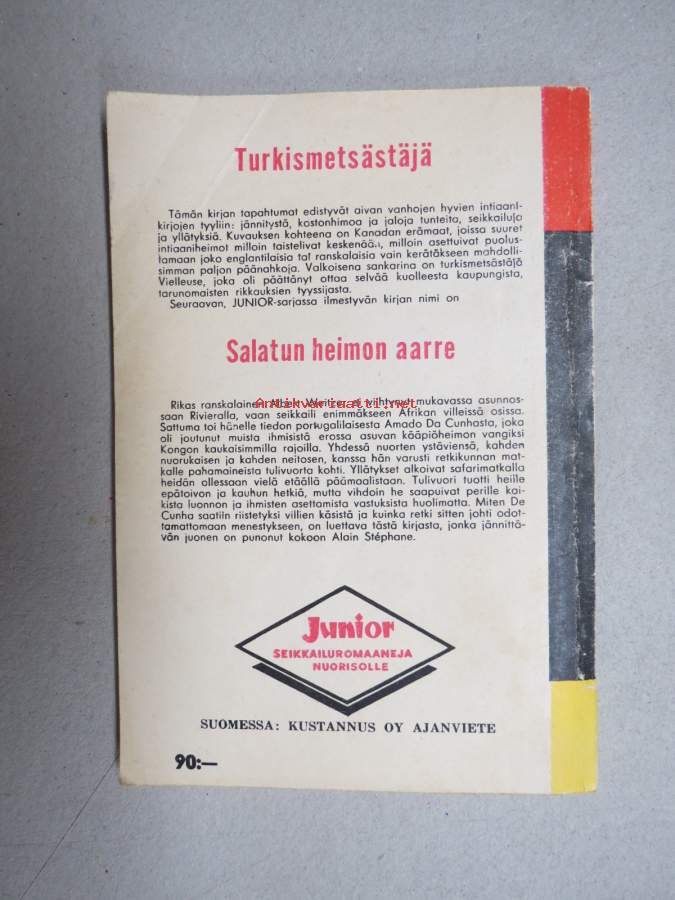 Turkismetsästäjä
Tämän kirjan tapahtumat edistyvät aivan vanhojen hyvien intiaani-
kirjojen tyyliin: jännitystä, kostonhimoa ja jaloja tunteita, seikkailuja
ja yllätyksiä. Kuvauksen kohteena on Kanadan erämaat, joissa suuret
intiaaniheimot milloin taistelivat keskenään, milloin asettuivat puolus-
tamaan joko englantilaisia tai ranskalaisia vain kerätäkseen mahdolli-
simman paljon päänahkoja. Valkoisena sankarina on turkismetsästäjä
Vielleuse, joka oli päättänyt ottaa selvää kuolleesta kaupungista,
tarunomaisten rikkauksien tyyssijasta.
Seuraavan, JUNIOR-sarjassa ilmestyvän kirjan nimi on
Salatun heimon aarre
Antikvariaatti.net
Rikas ranskalainen Albert ei viihtynyt mukavassa asunnos-
saan Rivieralla, vaan seikkaili enimmäkseen Afrikan villeissä osissa.
Sattuma toi hänelle tiedon portugalilaisesta Amado Da Cunhasta, joka
oli joutunut muista ihmisistä erossa asuvan kääpiöheimon vangiksi
Kongon kaukaisimmilla rajoilla. Yhdessä nuorten ystäviensä, kahden
nuorukaisen ja kahden neitosen, kanssa hän varusti retkikunnan mat-
kalle pahamaineista tulivuorta kohti. Yllätykset alkoivat safarimatkalla
heidän ollessaan vielä etäällä päämaalistaan. Tulivuori tuotti heille
epätoivon ja kauhun hetkiä, mutta vihdoin he saapuivat perille kai-
kista luonnon ja ihmisten asettamista vastuksista huolimatta. Miten De
Cunha saatiin riistetyksi villien käsistä ja kuinka retki sitten johti odot-
tamattomaan menestykseen, on luettava tästä kirjasta, jonka jännittä-
vän juonen on punonut kokoon Alain Stéphane.
Junior
SEIKKAILUROMAANEJA
NUORISOLLE
SUOMESSA: KUSTANNUS OY AJANVIETE
90:—